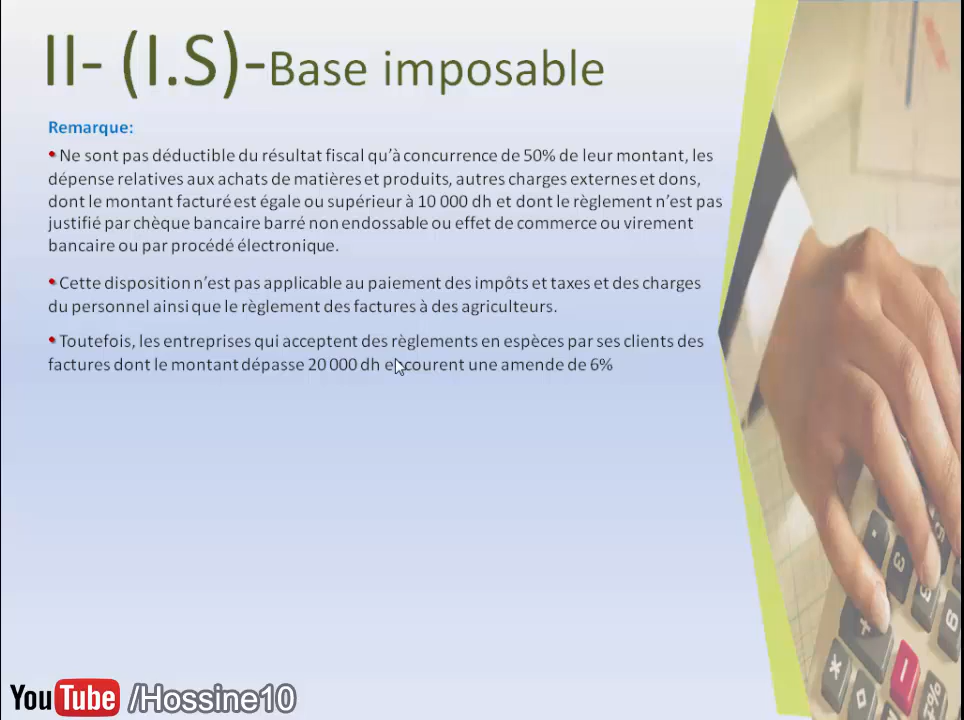 II- (I.S)-Base imposable
Remarque:
• Ne sont pas déductible du résultat fiscal qu'à concurrence de 50% de leur montant, les
dépense relatives aux achats de matières et produits, autres charges externes et dons,
dont le montant facturé est égale ou supérieur à 10 000 dh et dont le règlement n'est pas
justifié par chèque bancaire barré non endossable ou effet de commerce ou virement
bancaire ou par procédé électronique.
• Cette disposition n'est pas applicable au paiement des impôts et taxes et des charges
du personnel ainsi que le règlement des factures à des agriculteurs.
• Toutefois, les entreprises qui acceptent des règlements en espèces par ses clients des
factures dont le montant dépasse 20 000 dh encourent une amende de 6%
YouTube /Hossine10